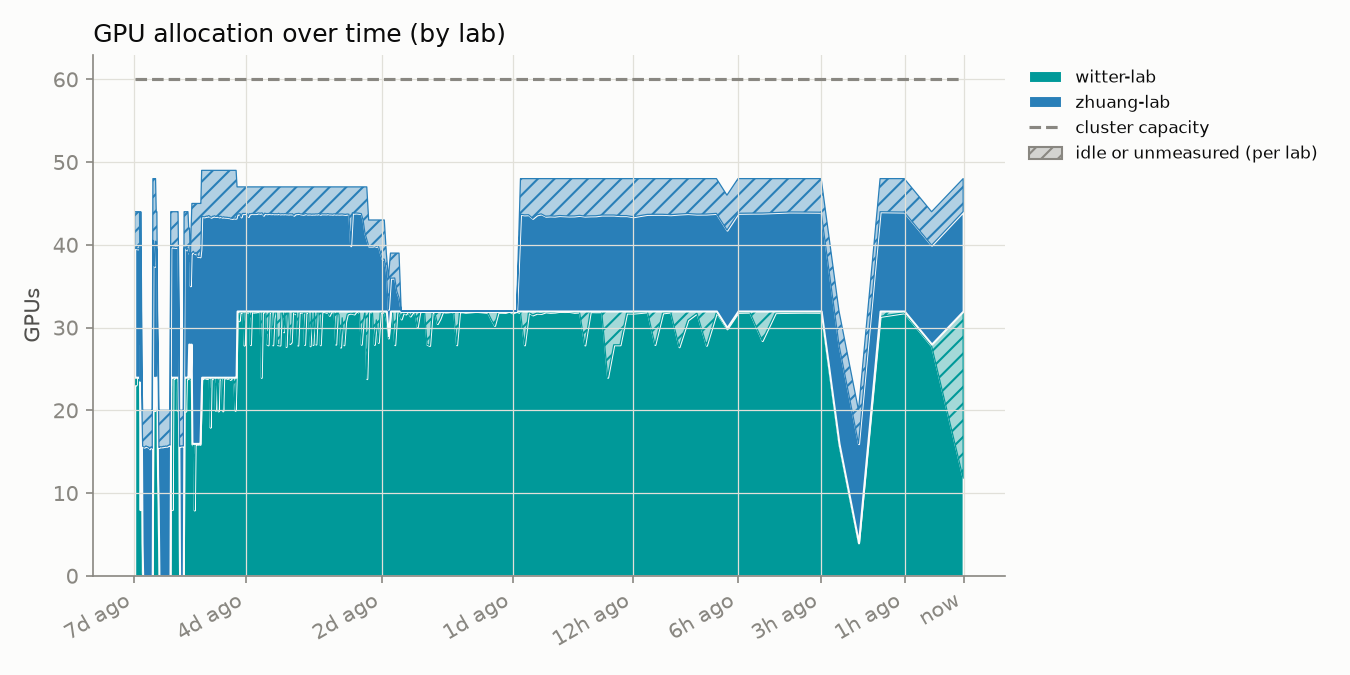 GPU allocation over time (by lab)
GPUs
60
50
40
30
20
10
0
7d ago
4d ago
2d ago
1d ago
12h ago
6h ago
3h ago
1h ago
now
witter-lab
zhuang-lab
cluster capacity
idle or unmeasured (per lab)